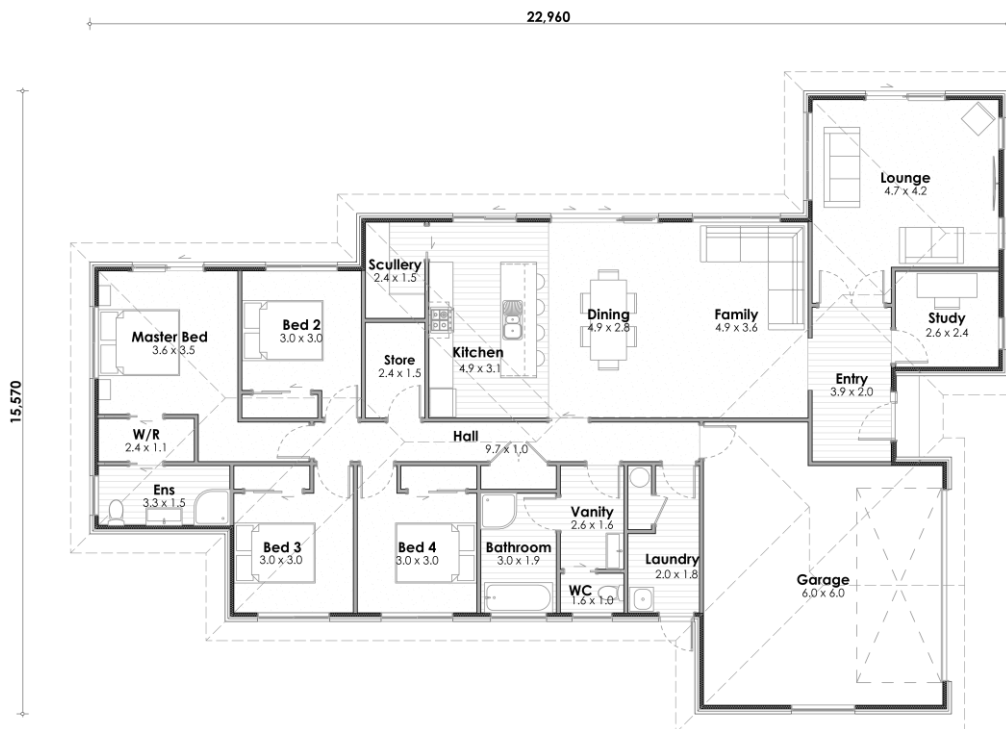 22,960
15,570
Lounge
4.7 x 4.2
Scullery
2.4 x 1.5
Master Bed
3.6 x 3.5
Bed 2
3.0 x 3.0
Dining
4.9 x 2.8
Family
4.9 x 3.6
Study
2.6 x 2.4
Kitchen
4.9 x 3.1
Store
2.4 x 1.5
Entry
3.9 x 2.0
W/R
2.4 x 1.1
Hall
9.7 x 1.0
Ens
3.3 x 1.5
Vanity
2.6 x 1.6
Bed 3
3.0 x 3.0
Bed 4
3.0 x 3.0
Bathroom
3.0 x 1.9
Laundry
2.0 x 1.8
WC
1.6 x 1.0
Garage
6.0 x 6.0